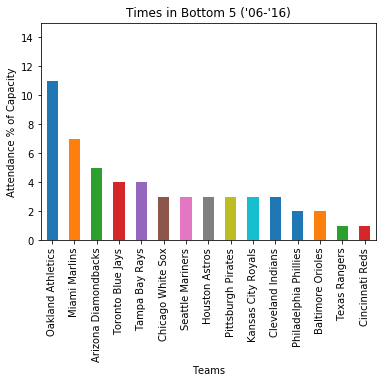 Times in Bottom 5 ('06-'16)
Attendance % of Capacity
14
12
10
8
6
4
2
0
Oakland Athletics
Miami Marlins
Arizona Diamondbacks
Toronto Blue Jays
Tampa Bay Rays
Chicago White Sox
Seattle Mariners
Houston Astros
Pittsburgh Pirates
Kansas City Royals
Cleveland Indians
Philadelphia Phillies
Baltimore Orioles
Texas Rangers
Cincinnati Reds
Teams